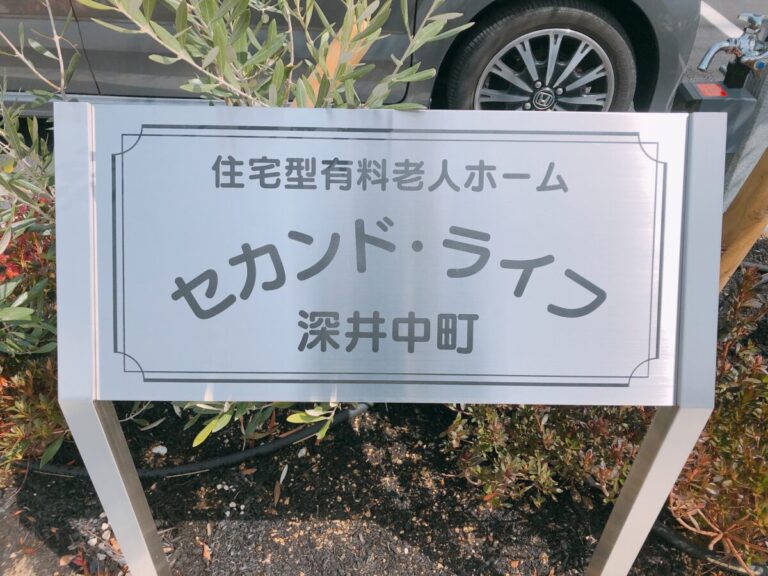 住宅型有料老人ホーム
セカンド・ライフ
深井中町